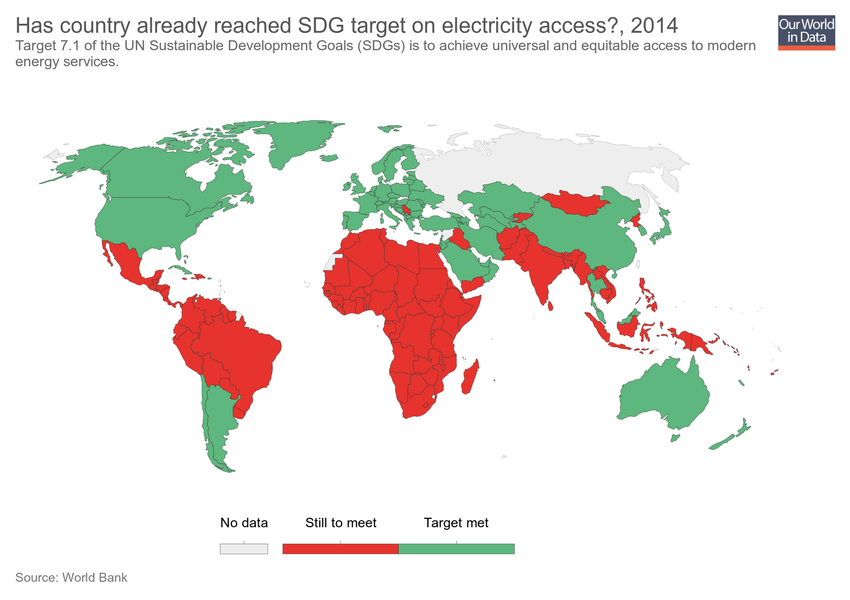 Has country already reached SDG target on electricity access?, 2014
Target 7.1 of the UN Sustainable Development Goals (SDGs) is to achieve universal and equitable access to modern
energy services.
Our World
in Data
No data
Still to meet
Target met
Source: World Bank